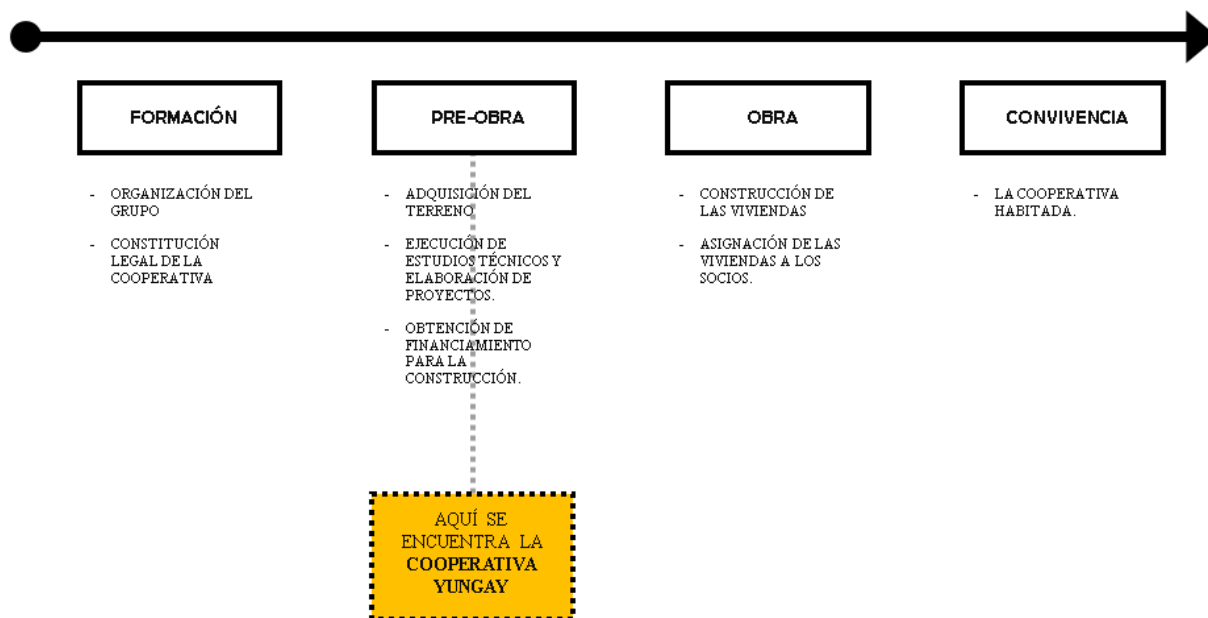 FORMACIÓN
- ORGANIZACIÓN DEL
GRUPO
- CONSTITUCIÓN
LEGAL DE LA
COOPERATIVA
PRE-OBRA
- ADQUISICIÓN DEL
TERRENO
- EJECUCIÓN DE
ESTUDIOS TÉCNICOS Y
ELABORACIÓN DE
PROYECTOS.
- OBTENCIÓN DE
FINANCIAMIENTO
PARA LA
CONSTRUCCIÓN.
AQUÍ SE
ENCUENTRA LA
COOPERATIVA
YUNGAY
OBRA
- CONSTRUCCIÓN DE
LAS VIVIENDAS
- ASIGNACIÓN DE LAS
VIVIENDAS A LOS
SOCIOS.
CONVIVENCIA
- LA COOPERATIVA
HABITADA.